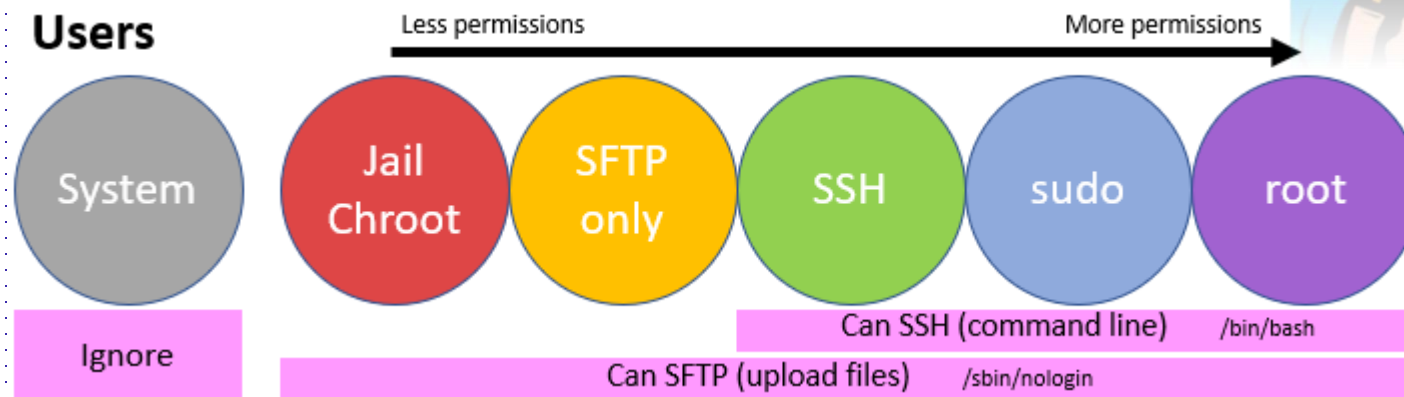 Users
Less permissions
More permissions
System
Jail
Chroot
SFTP
only
SSH
sudo
root
Ignore
Can SSH (command line) /bin/bash
Can SFTP (upload files) /sbin/nologin